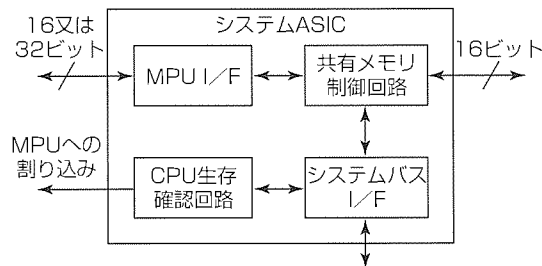 システムASIC
16又は
32ビット
MPU I／F
共有メモリ
制御回路
16ビット
MPUへの
割り込み
CPU生存
確認回路
システムバス
I／F